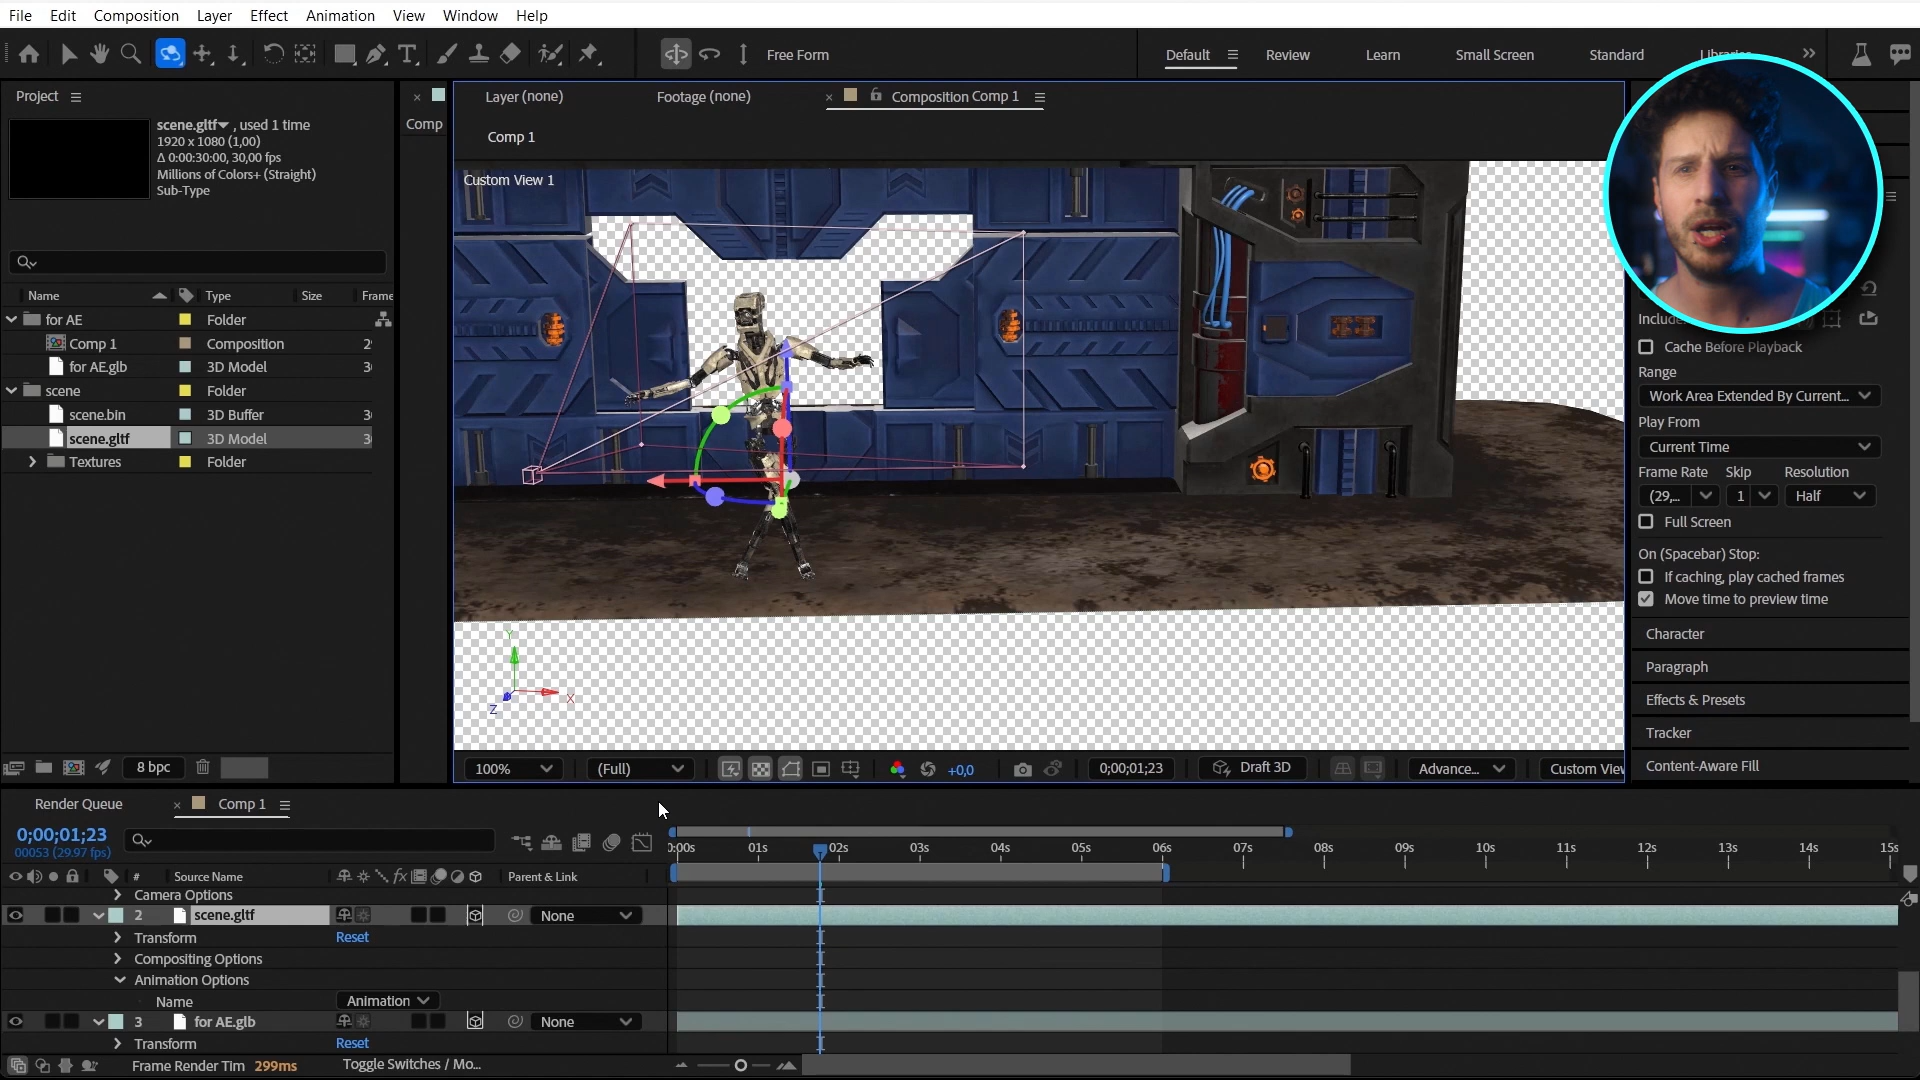 File Edit Composition Layer Effect Animation View Window Help
Free Form
Default Review Learn Small Screen Standard
Project
scene.gltf , used 1 time
1920 x 1080 (1,00)
Δ 0:00:30:00, 30,00 fps
Millions of Colors+ (Straight)
Sub-Type
Name Type Size Frame
for AE Folder
Comp 1 Composition 29
for AE.glb 3D Model 30
scene Folder
scene.bin 3D Buffer 30
scene.gltf 3D Model 30
Textures Folder
8 bpc
Comp
Layer (none) Footage (none) Composition Comp 1
Comp 1
Custom View 1
Y
X
Z
100% (Full) +0,0 0;00;01;23 Draft 3D Advance... Custom View
Include
Cache Before Playback
Range
Work Area Extended By Current...
Play From
Current Time
Frame Rate Skip Resolution
(29,... 1 Half
Full Screen
On (Spacebar) Stop:
If caching, play cached frames
Move time to preview time
Character
Paragraph
Effects & Presets
Tracker
Content-Aware Fill
Render Queue Comp 1
0;00;01;23
00053 (29.97 fps)
0:00s 01s 02s 03s 04s 05s 06s 07s 08s 09s 10s 11s 12s 13s 14s 15s
# Source Name fx Parent & Link
Camera Options
2 scene.gltf None
Transform Reset
Compositing Options
Animation Options
Name Animation
3 for AE.glb None
Transform Reset
Frame Render Tim 299ms Toggle Switches / Mo...